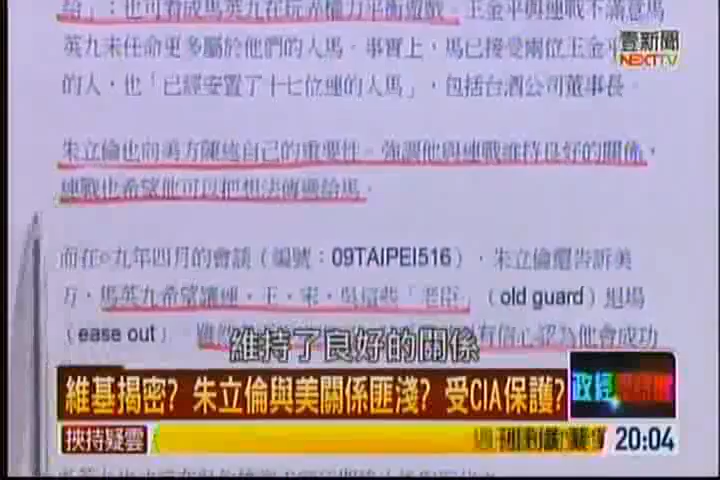 給」;也可看成馬英九在玩弄權力平衡遊戲。王金平與連戰不滿意馬
英九未任命更多屬於他們的人馬。事實上,馬已接受兩位王金平
的人,也「已經安置了十七位連的人馬」,包括台酒公司董事長。
壹新聞
NEXTTV
朱立倫也向美方陳述自己的重要性。強調他與連戰維持良好的關係,
連戰也希望他可以把想法傳遞給馬。
而在○九年四月的會談(編號:09TAIPEI516),朱立倫還告訴美
方,馬英九希望讓連、王、宋、吳這些「老臣」(old guard)退場
(ease out)。
有信心認為他會成功
維持了良好的關係
維基揭密?朱立倫與美關係匪淺?受CIA保護?
政經
挾持疑雲
20:04